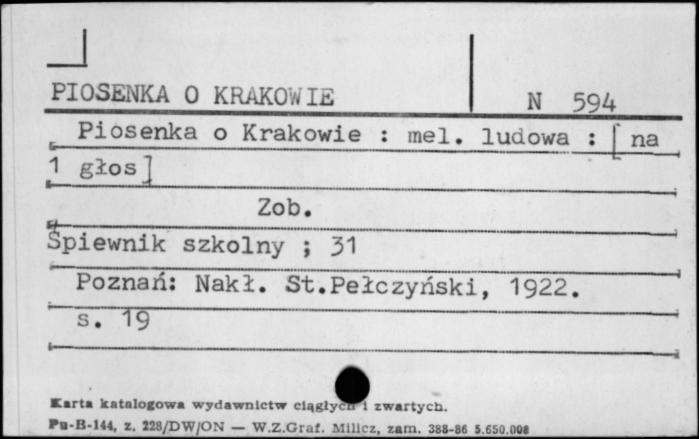 PIOSENKA O KRAKOWIE N 594
Piosenka o Krakowie : mel. ludowa : [ na
1 głos]
Zob.
Śpiewnik szkolny ; 31
Poznań: Nakł. St.Pełczyński, 1922.
s. 19
Karta katalogowa wydawnictw ciągłych i zwartych.
Pu-B-144, z. 228/DW/ON — W.Z.Graf. Milicz, zam. 388-86 5.650.000